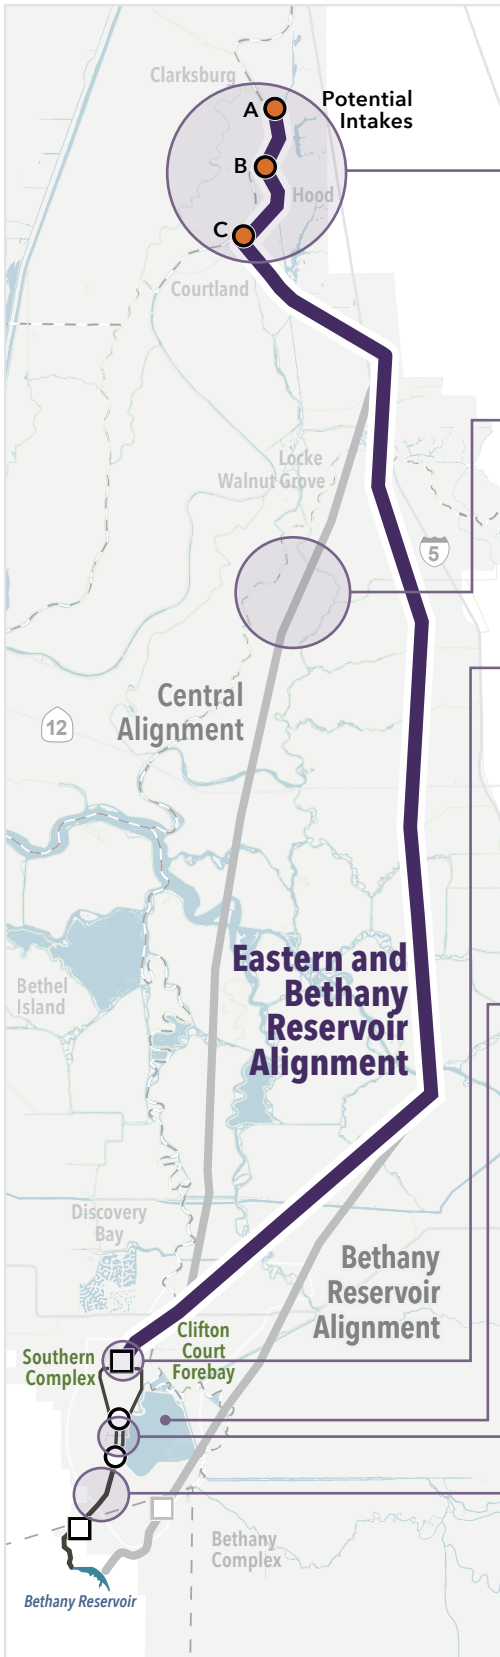 Clarksburg
A
Potential
Intakes
B
Hood
C
Courtland
Locke
Walnut Grove
5
Central
Alignment
12
Eastern and
Bethany
Reservoir
Alignment
Bethel
Island
Discovery
Bay
Bethany
Reservoir
Alignment
Clifton
Court
Forebay
Southern
Complex
Bethany
Complex
Bethany Reservoir